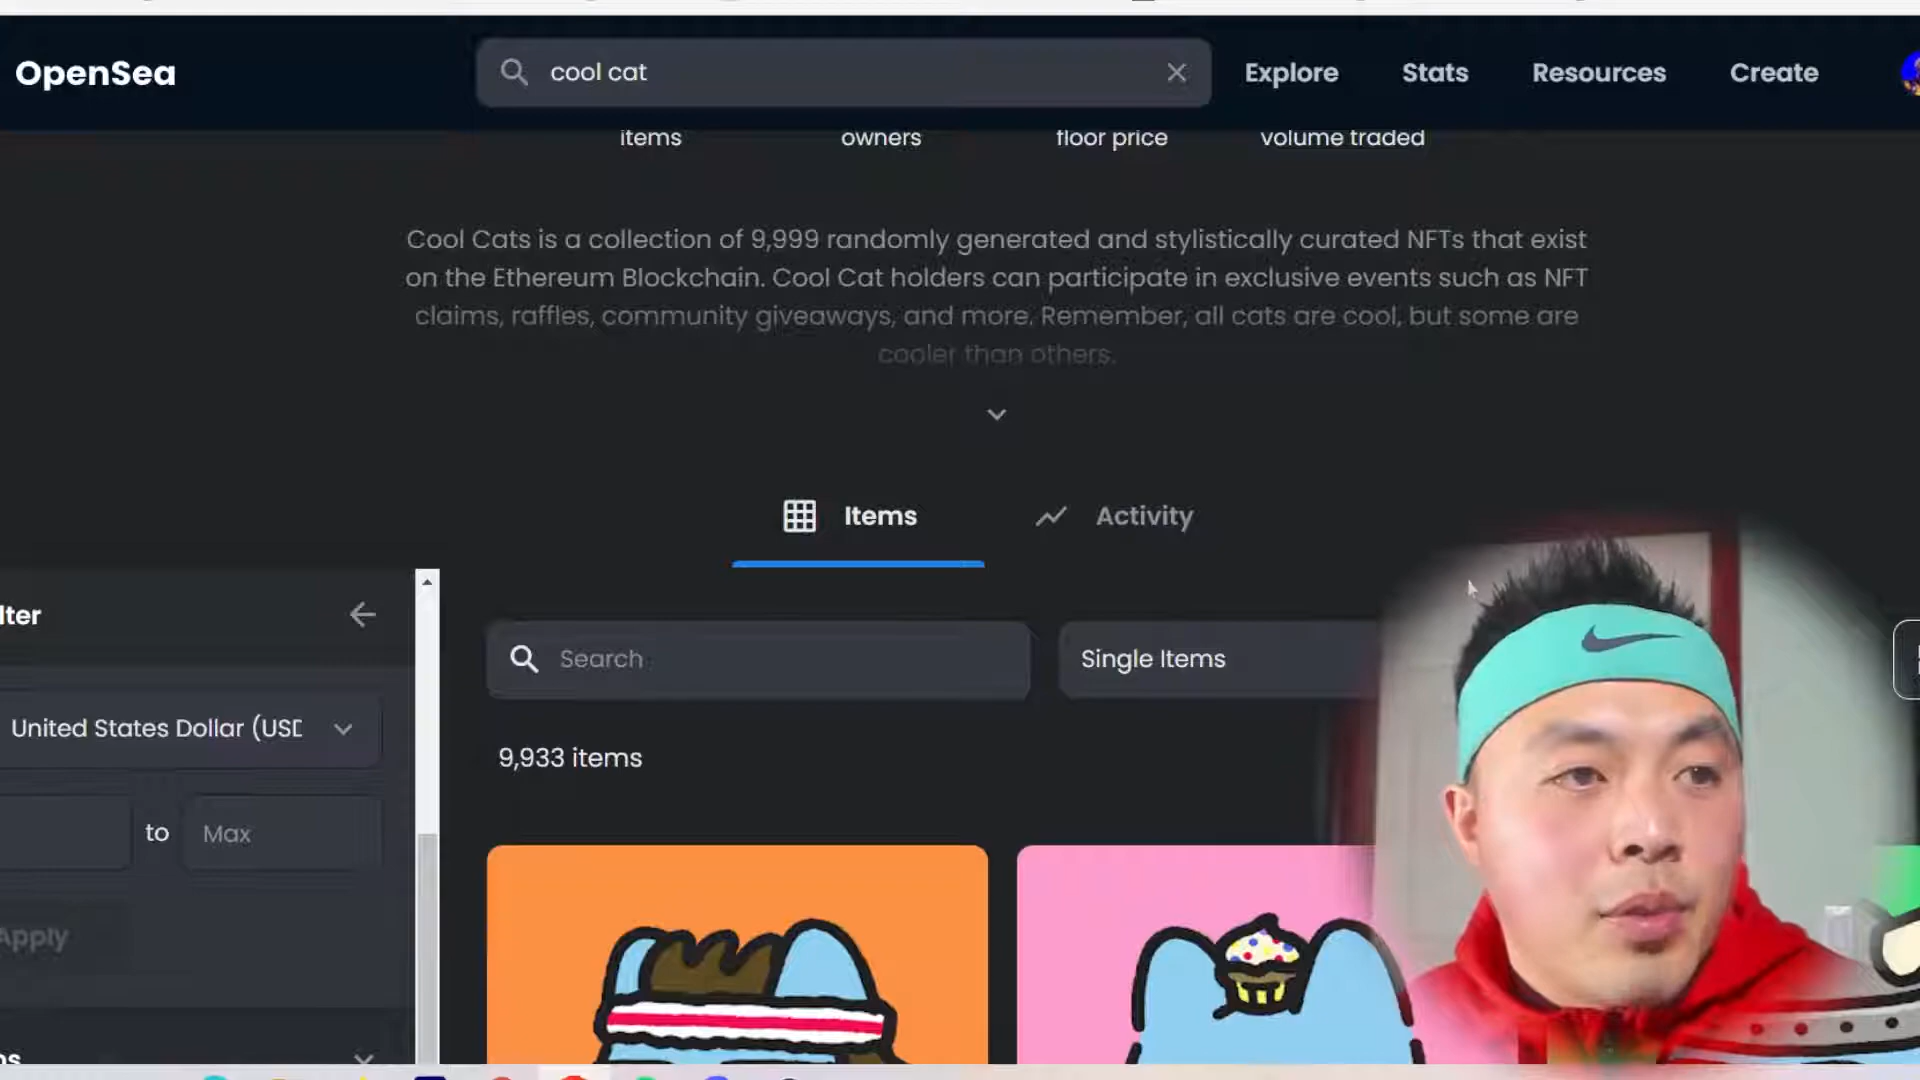 OpenSea
cool cat
Explore
Stats
Resources
Create
items
owners
floor price
volume traded
Cool Cats is a collection of 9,999 randomly generated and stylistically curated NFTs that exist
on the Ethereum Blockchain. Cool Cat holders can participate in exclusive events such as NFT
claims, raffles, community giveaways, and more. Remember, all cats are cool, but some are
cooler than others.
Items
Activity
lter
United States Dollar (USD
to
Max
Apply
Search
Single Items
9,933 items